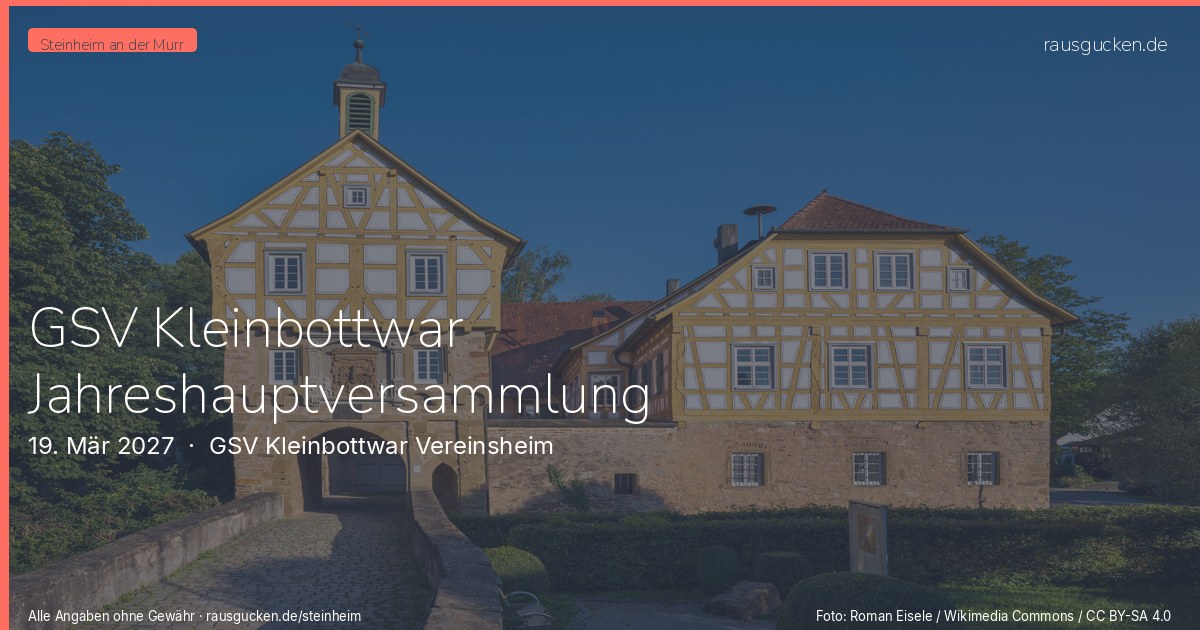 Steinheim an der Murr
rausgucken.de
GSV Kleinbottwar
Jahreshauptversammlung
19. Mär 2027 · GSV Kleinbottwar Vereinsheim
Alle Angaben ohne Gewähr · rausgucken.de/steinheim
Foto: Roman Eisele / Wikimedia Commons / CC BY-SA 4.0